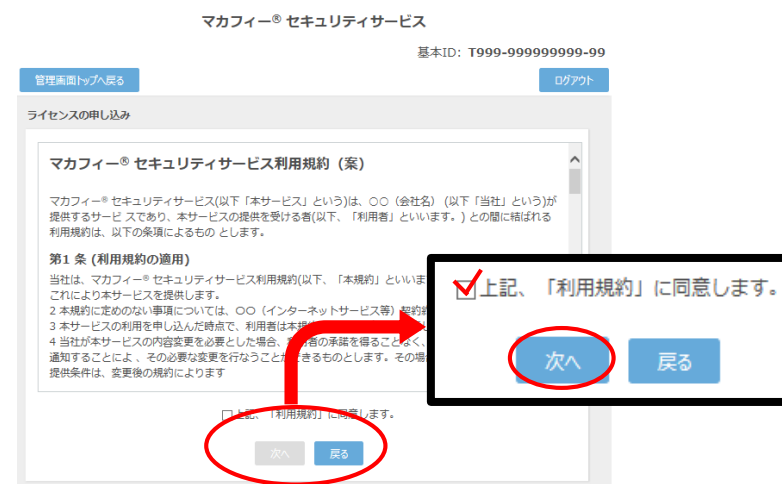 マカフィー® セキュリティサービス
基本ID: T999-999999999-99
管理画面トップへ戻る
ログアウト
ライセンスの申し込み
マカフィー® セキュリティサービス利用規約（案）
マカフィー® セキュリティサービス(以下「本サービス」という)は、○○（会社名） (以下「当社」という)が
提供するサービ スであり、本サービスの提供を受ける者(以下、「利用者」といいます。) との間に結ばれる
利用規約は、以下の条項によるもの とします。
第1 条 (利用規約の適用)
当社は、マカフィー® セキュリティサービス利用規約(以下、「本規約」といいま
これにより本サービスを提供します。
2 本規約に定めのない事項については、○○（インターネットサービス等）契約
3 本サービスの利用を申し込んだ時点で、利用者は本規
4 当社が本サービスの内容変更を必要とした場合、
者の承諾を得ることなく、
通知することによ 、その必要な変更を行なうことが
きるものとします。その場
提供条件は、変更後の規約によります
上記、「利用規約」に同意します。
次へ
戻る
上記、「利用規約」に同意します。
次へ
戻る